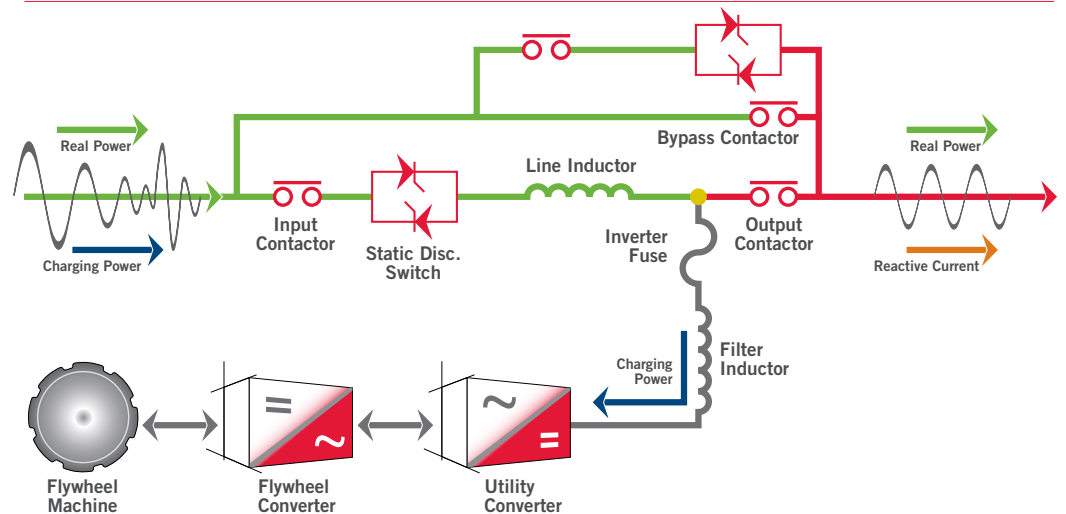 Real Power
Charging Power
Input
Contactor
Static Disc.
Switch
Line Inductor
Bypass Contactor
Inverter
Fuse
Output
Contactor
Real Power
Reactive Current
Charging
Power
Filter
Inductor
Flywheel
Machine
Flywheel
Converter
Utility
Converter